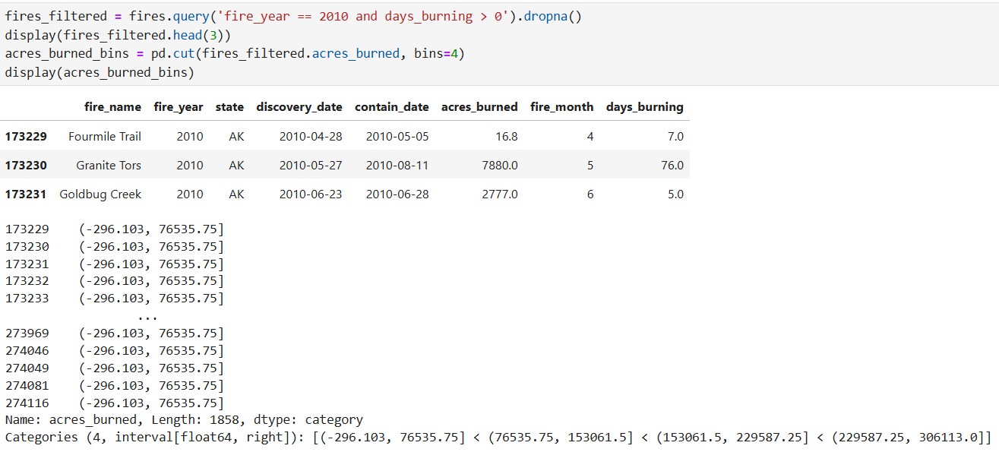 fires_filtered = fires.query('fire_year == 2010 and days_burning > 0').dropna()
display(fires_filtered.head(3))
acres_burned_bins = pd.cut(fires_filtered.acres_burned, bins=4)
display(acres_burned_bins)
fire_name fire_year state discovery_date contain_date acres_burned fire_month days_burning
173229 Fourmile Trail 2010 AK 2010-04-28 2010-05-05 16.8 4 7.0
173230 Granite Tors 2010 AK 2010-05-27 2010-08-11 7880.0 5 76.0
173231 Goldbug Creek 2010 AK 2010-06-23 2010-06-28 2777.0 6 5.0
173229 (-296.103, 76535.75]
173230 (-296.103, 76535.75]
173231 (-296.103, 76535.75]
173232 (-296.103, 76535.75]
173233 (-296.103, 76535.75]
...
273969 (-296.103, 76535.75]
274046 (-296.103, 76535.75]
274049 (-296.103, 76535.75]
274081 (-296.103, 76535.75]
274116 (-296.103, 76535.75]
Name: acres_burned, Length: 1858, dtype: category
Categories (4, interval[float64, right]): [(-296.103, 76535.75] < (76535.75, 153061.5] < (153061.5, 229587.25] < (229587.25, 306113.0]]